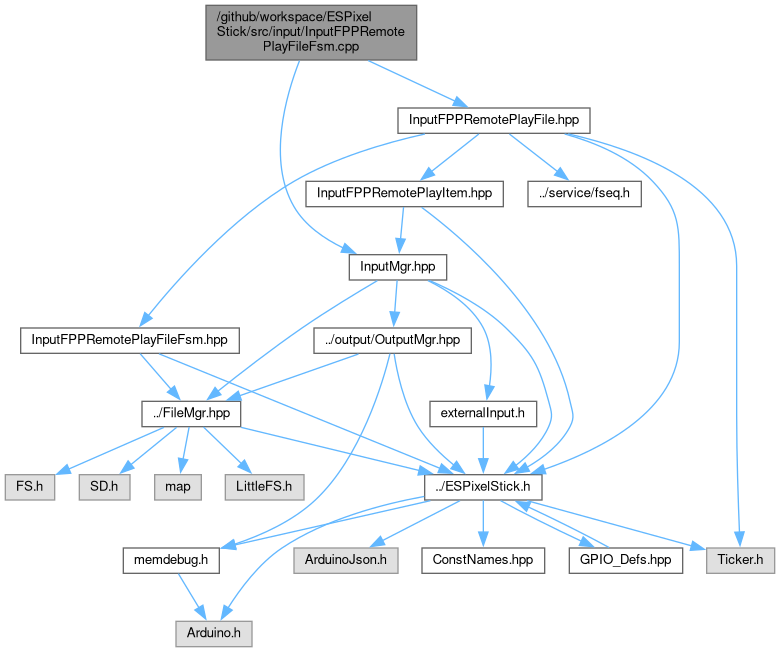 /github/workspace/ESPixel
Stick/src/input/InputFPPRemote
PlayFileFsm.cpp
InputFPPRemotePlayFile.hpp
InputFPPRemotePlayItem.hpp
../service/fseq.h
InputMgr.hpp
InputFPPRemotePlayFileFsm.hpp
../output/OutputMgr.hpp
../FileMgr.hpp
externalInput.h
FS.h
SD.h
map
LittleFS.h
../ESPixelStick.h
memdebug.h
ArduinoJson.h
ConstNames.hpp
GPIO_Defs.hpp
Ticker.h
Arduino.h